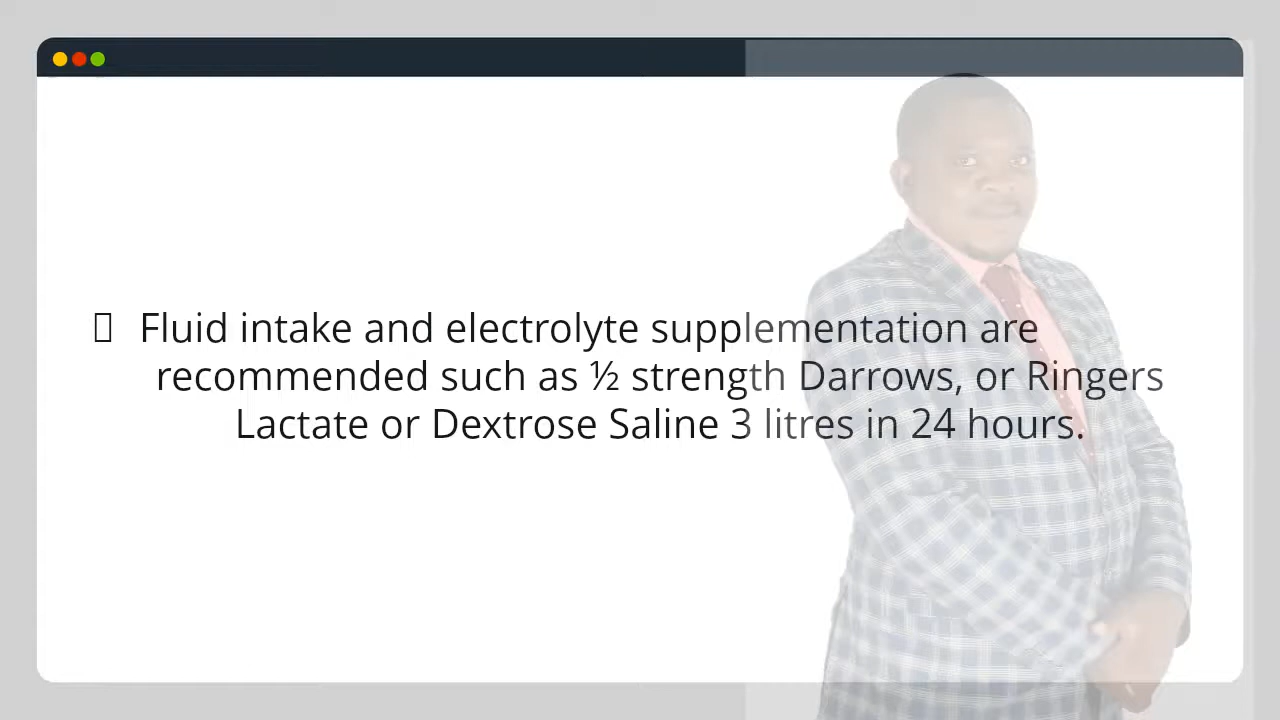 Fluid intake and electrolyte supplementation are
recommended such as ½ strength Darrows, or Ringers
Lactate or Dextrose Saline 3 litres in 24 hours.